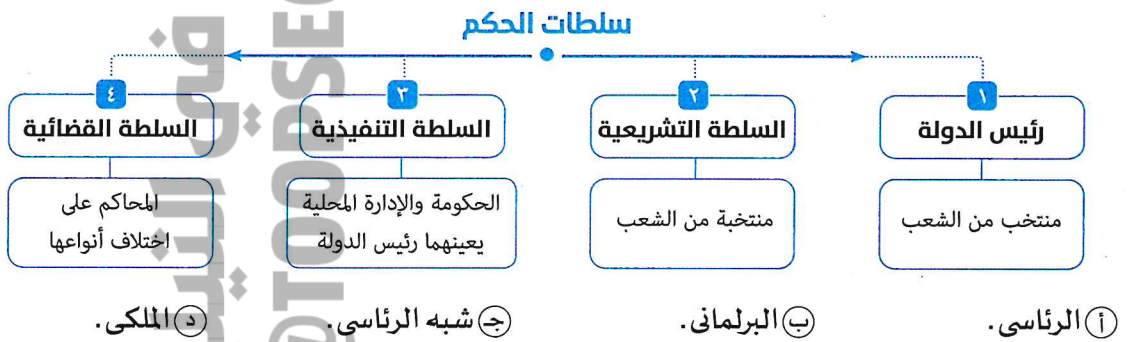 سلطات الحكم
١
رئيس الدولة
منتخب من الشعب
٢
السلطة التشريعية
منتخبة من الشعب
٣
السلطة التنفيذية
الحكومة والإدارة المحلية
يعينهما رئيس الدولة
٤
السلطة القضائية
المحاكم على
اختلاف أنواعها
أ الرئاسى.
ب البرلمانى.
جـ شبه الرئاسى.
د الملكى.